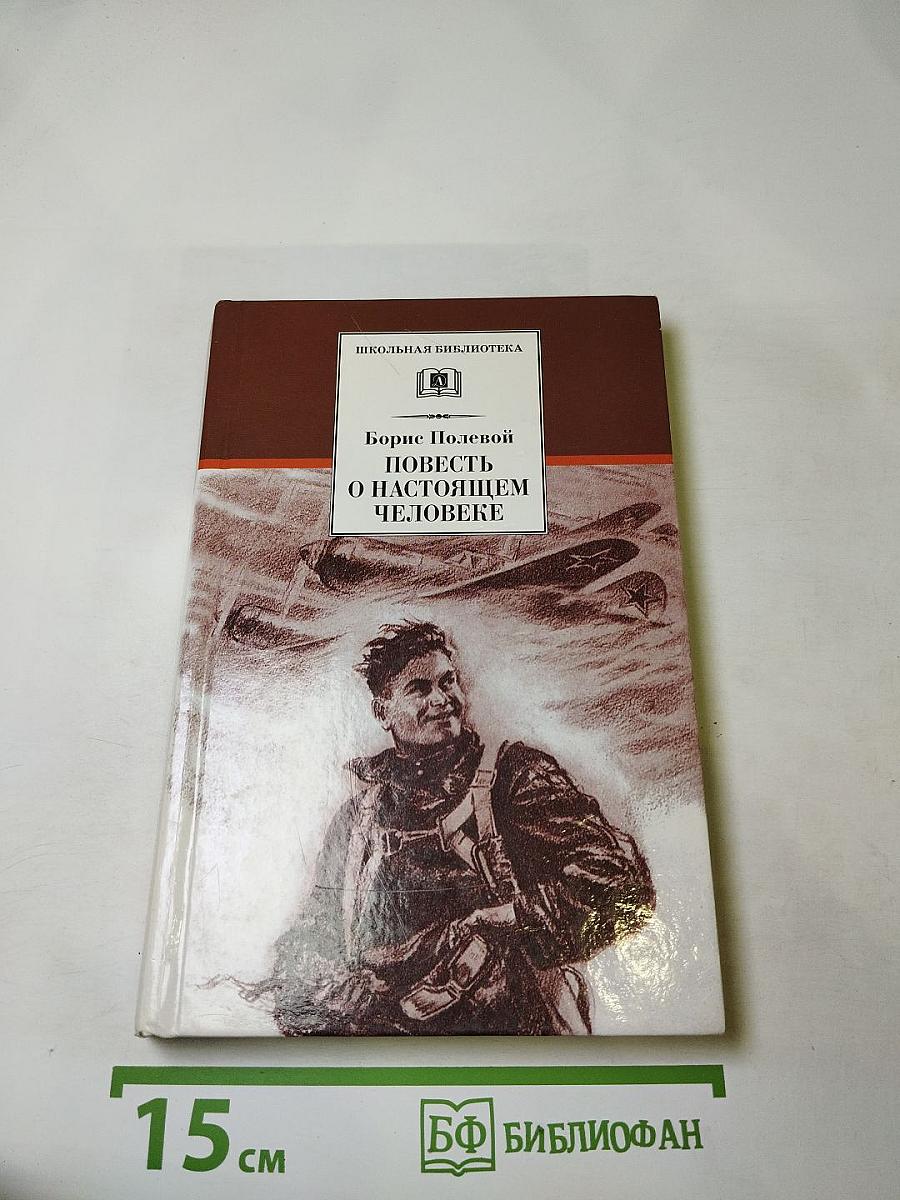 ШКОЛЬНАЯ БИБЛИОТЕКА
Борис Полевой
ПОВЕСТЬ
О НАСТОЯЩЕМ
ЧЕЛОВЕКЕ
15 см
БФ БИБЛИОФАН